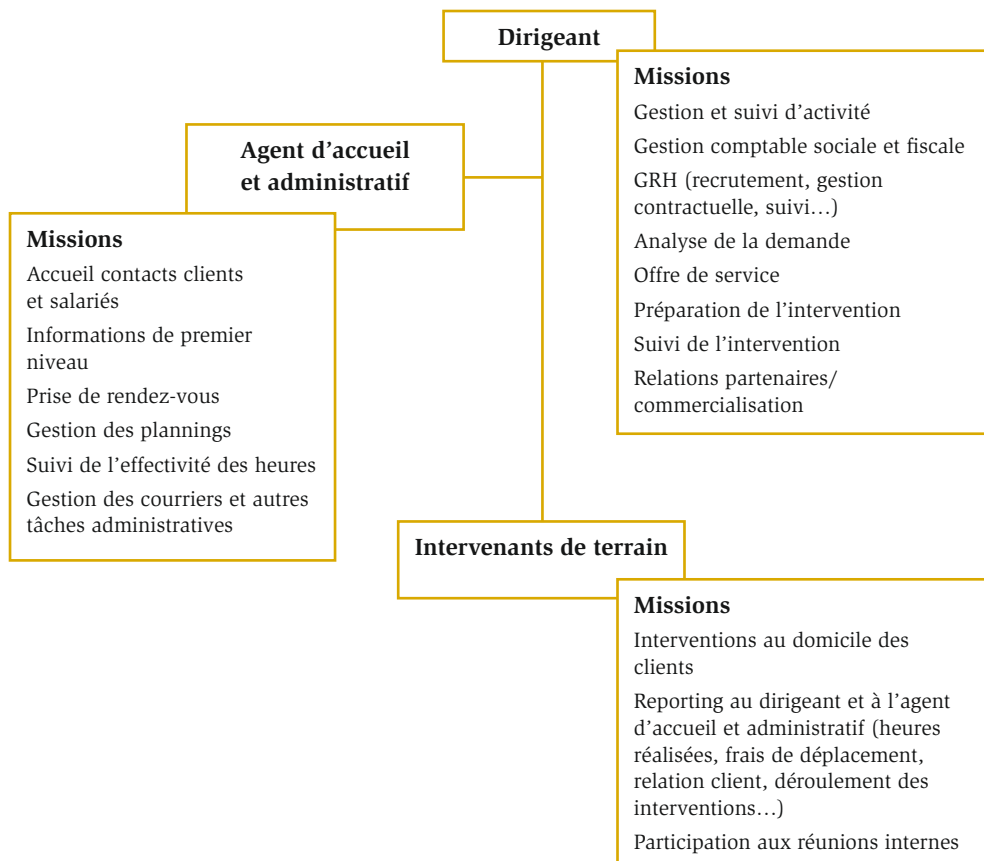 Dirigeant
Missions
Gestion et suivi d’activité
Gestion comptable sociale et fiscale
GRH (recrutement, gestion
contractuelle, suivi…)
Analyse de la demande
Offre de service
Préparation de l’intervention
Suivi de l’intervention
Relations partenaires/
commercialisation
Agent d’accueil
et administratif
Missions
Accueil contacts clients
et salariés
Informations de premier
niveau
Prise de rendez-vous
Gestion des plannings
Suivi de l’effectivité des heures
Gestion des courriers et autres
tâches administratives
Intervenants de terrain
Missions
Interventions au domicile des
clients
Reporting au dirigeant et à l’agent
d’accueil et administratif (heures
réalisées, frais de déplacement,
relation client, déroulement des
interventions…)
Participation aux réunions internes